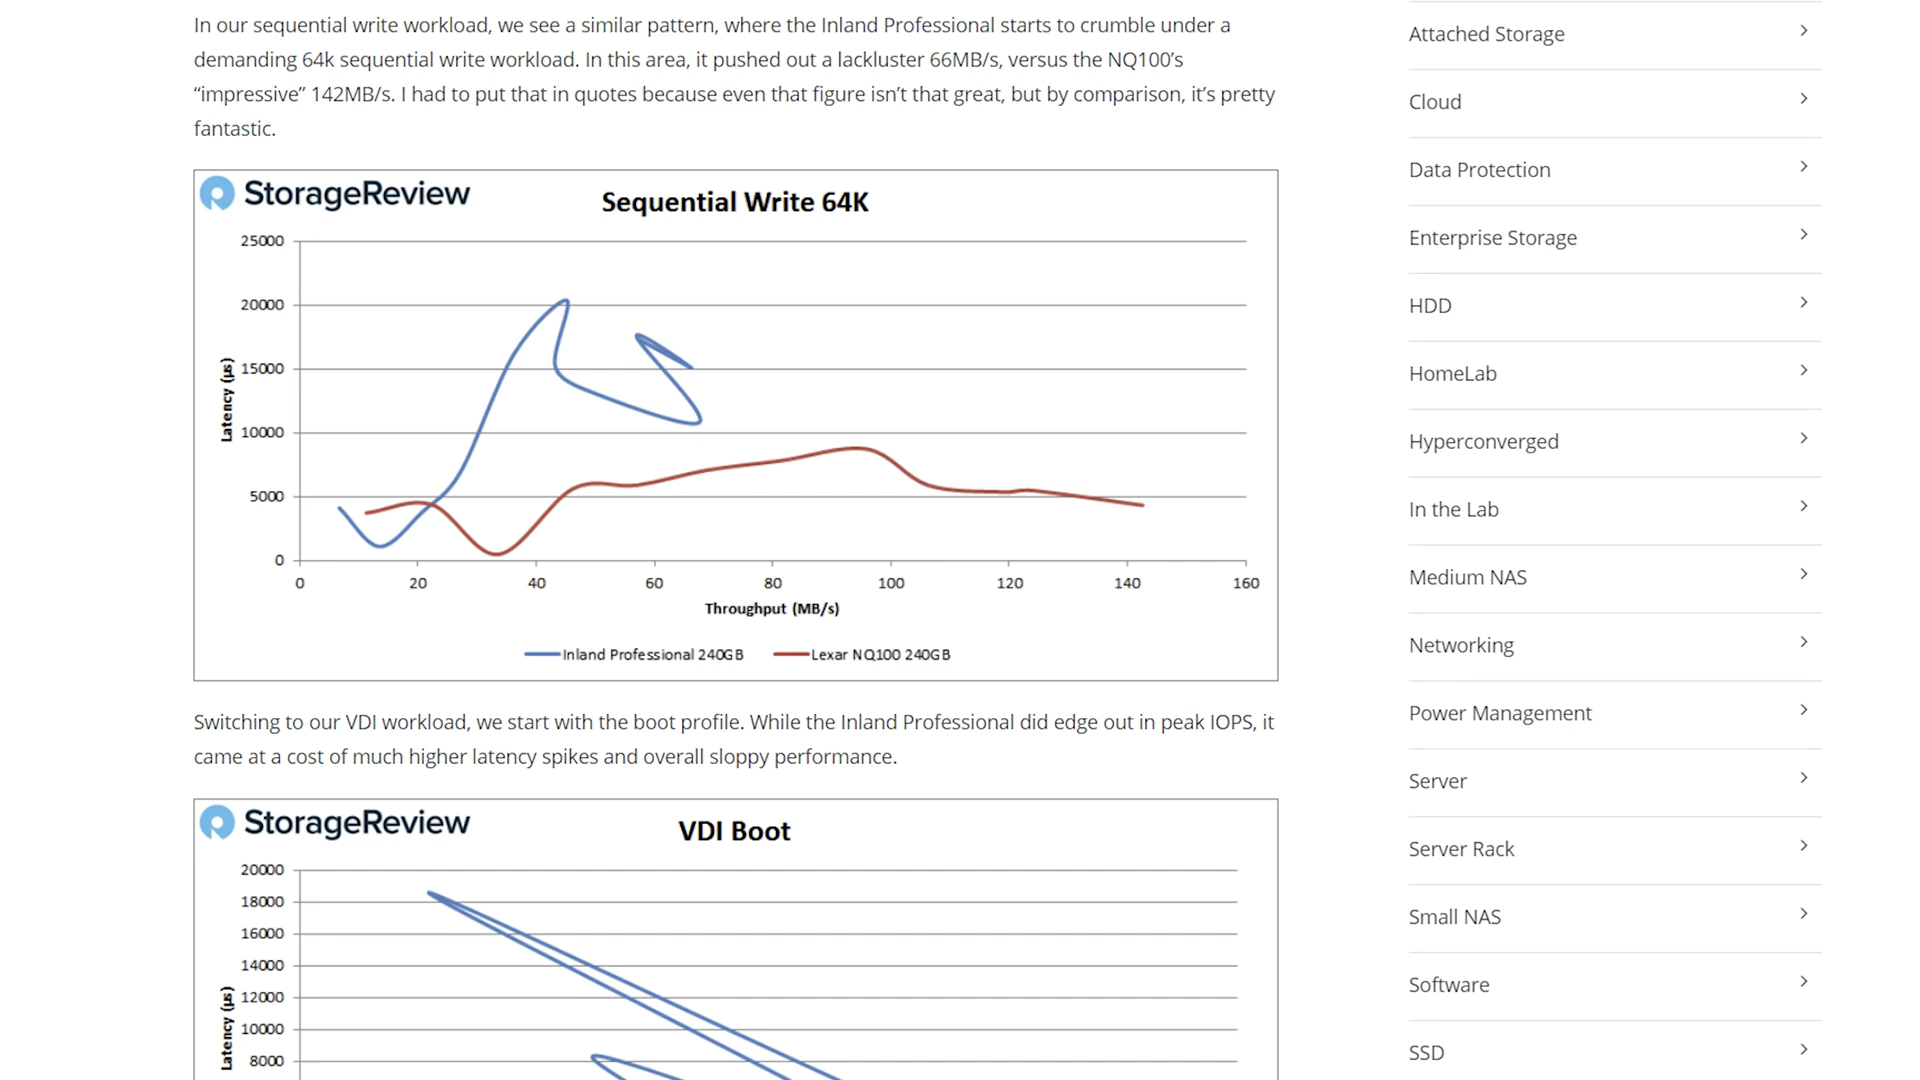 In our sequential write workload, we see a similar pattern, where the Inland Professional starts to crumble under a
demanding 64k sequential write workload. In this area, it pushed out a lackluster 66MB/s, versus the NQ100’s
“impressive” 142MB/s. I had to put that in quotes because even that figure isn’t that great, but by comparison, it’s pretty
fantastic.
StorageReview
Sequential Write 64K
25000
20000
15000
10000
5000
0
Latency (µs)
0 20 40 60 80 100 120 140 160
Throughput (MB/s)
Inland Professional 240GB Lexar NQ100 240GB
Switching to our VDI workload, we start with the boot profile. While the Inland Professional did edge out in peak IOPS, it
came at a cost of much higher latency spikes and overall sloppy performance.
StorageReview
VDI Boot
20000
18000
16000
14000
12000
10000
8000
Latency (µs)
Attached Storage
Cloud
Data Protection
Enterprise Storage
HDD
HomeLab
Hyperconverged
In the Lab
Medium NAS
Networking
Power Management
Server
Server Rack
Small NAS
Software
SSD